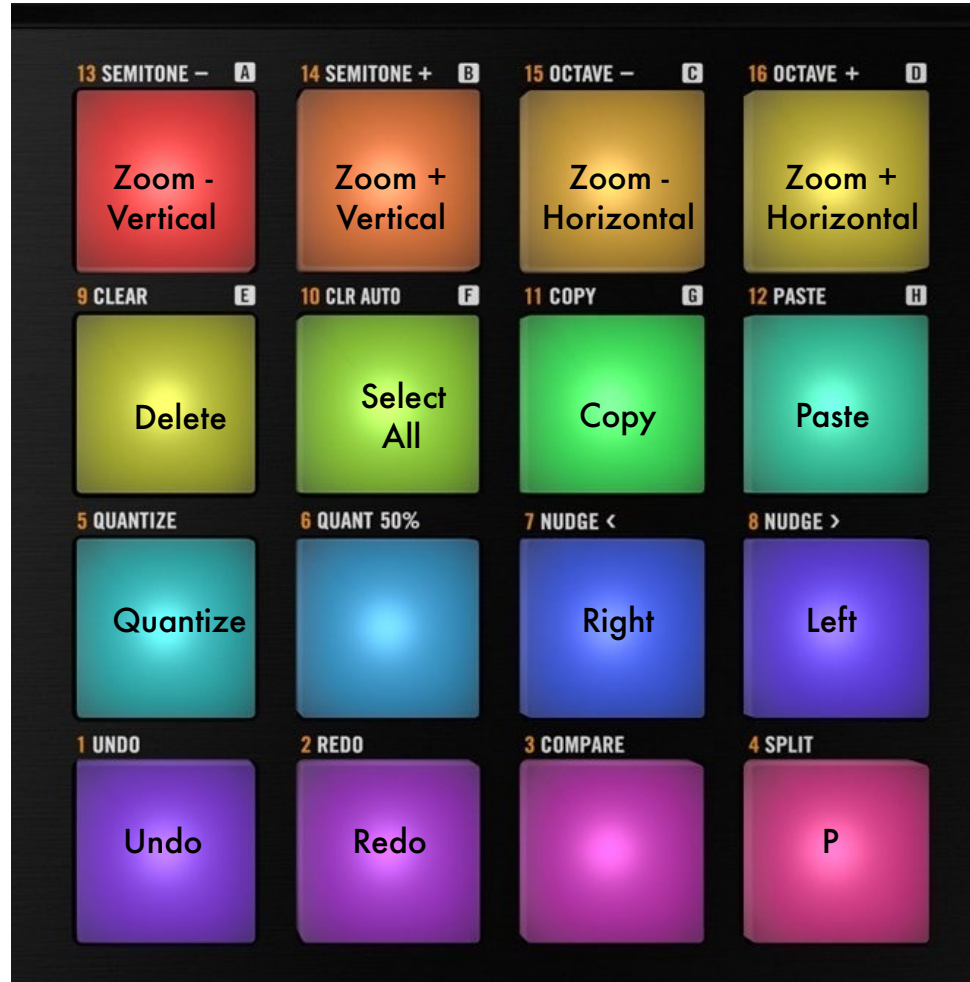 13 SEMITONE – A 14 SEMITONE + B 15 OCTAVE – C 16 OCTAVE + D
Zoom - Zoom + Zoom - Zoom +
Vertical Vertical Horizontal Horizontal
9 CLEAR E 10 CLR AUTO F 11 COPY G 12 PASTE H
Delete Select All Copy Paste
5 QUANTIZE 6 QUANT 50% 7 NUDGE < 8 NUDGE >
Quantize Right Left
1 UNDO 2 REDO 3 COMPARE 4 SPLIT
Undo Redo P